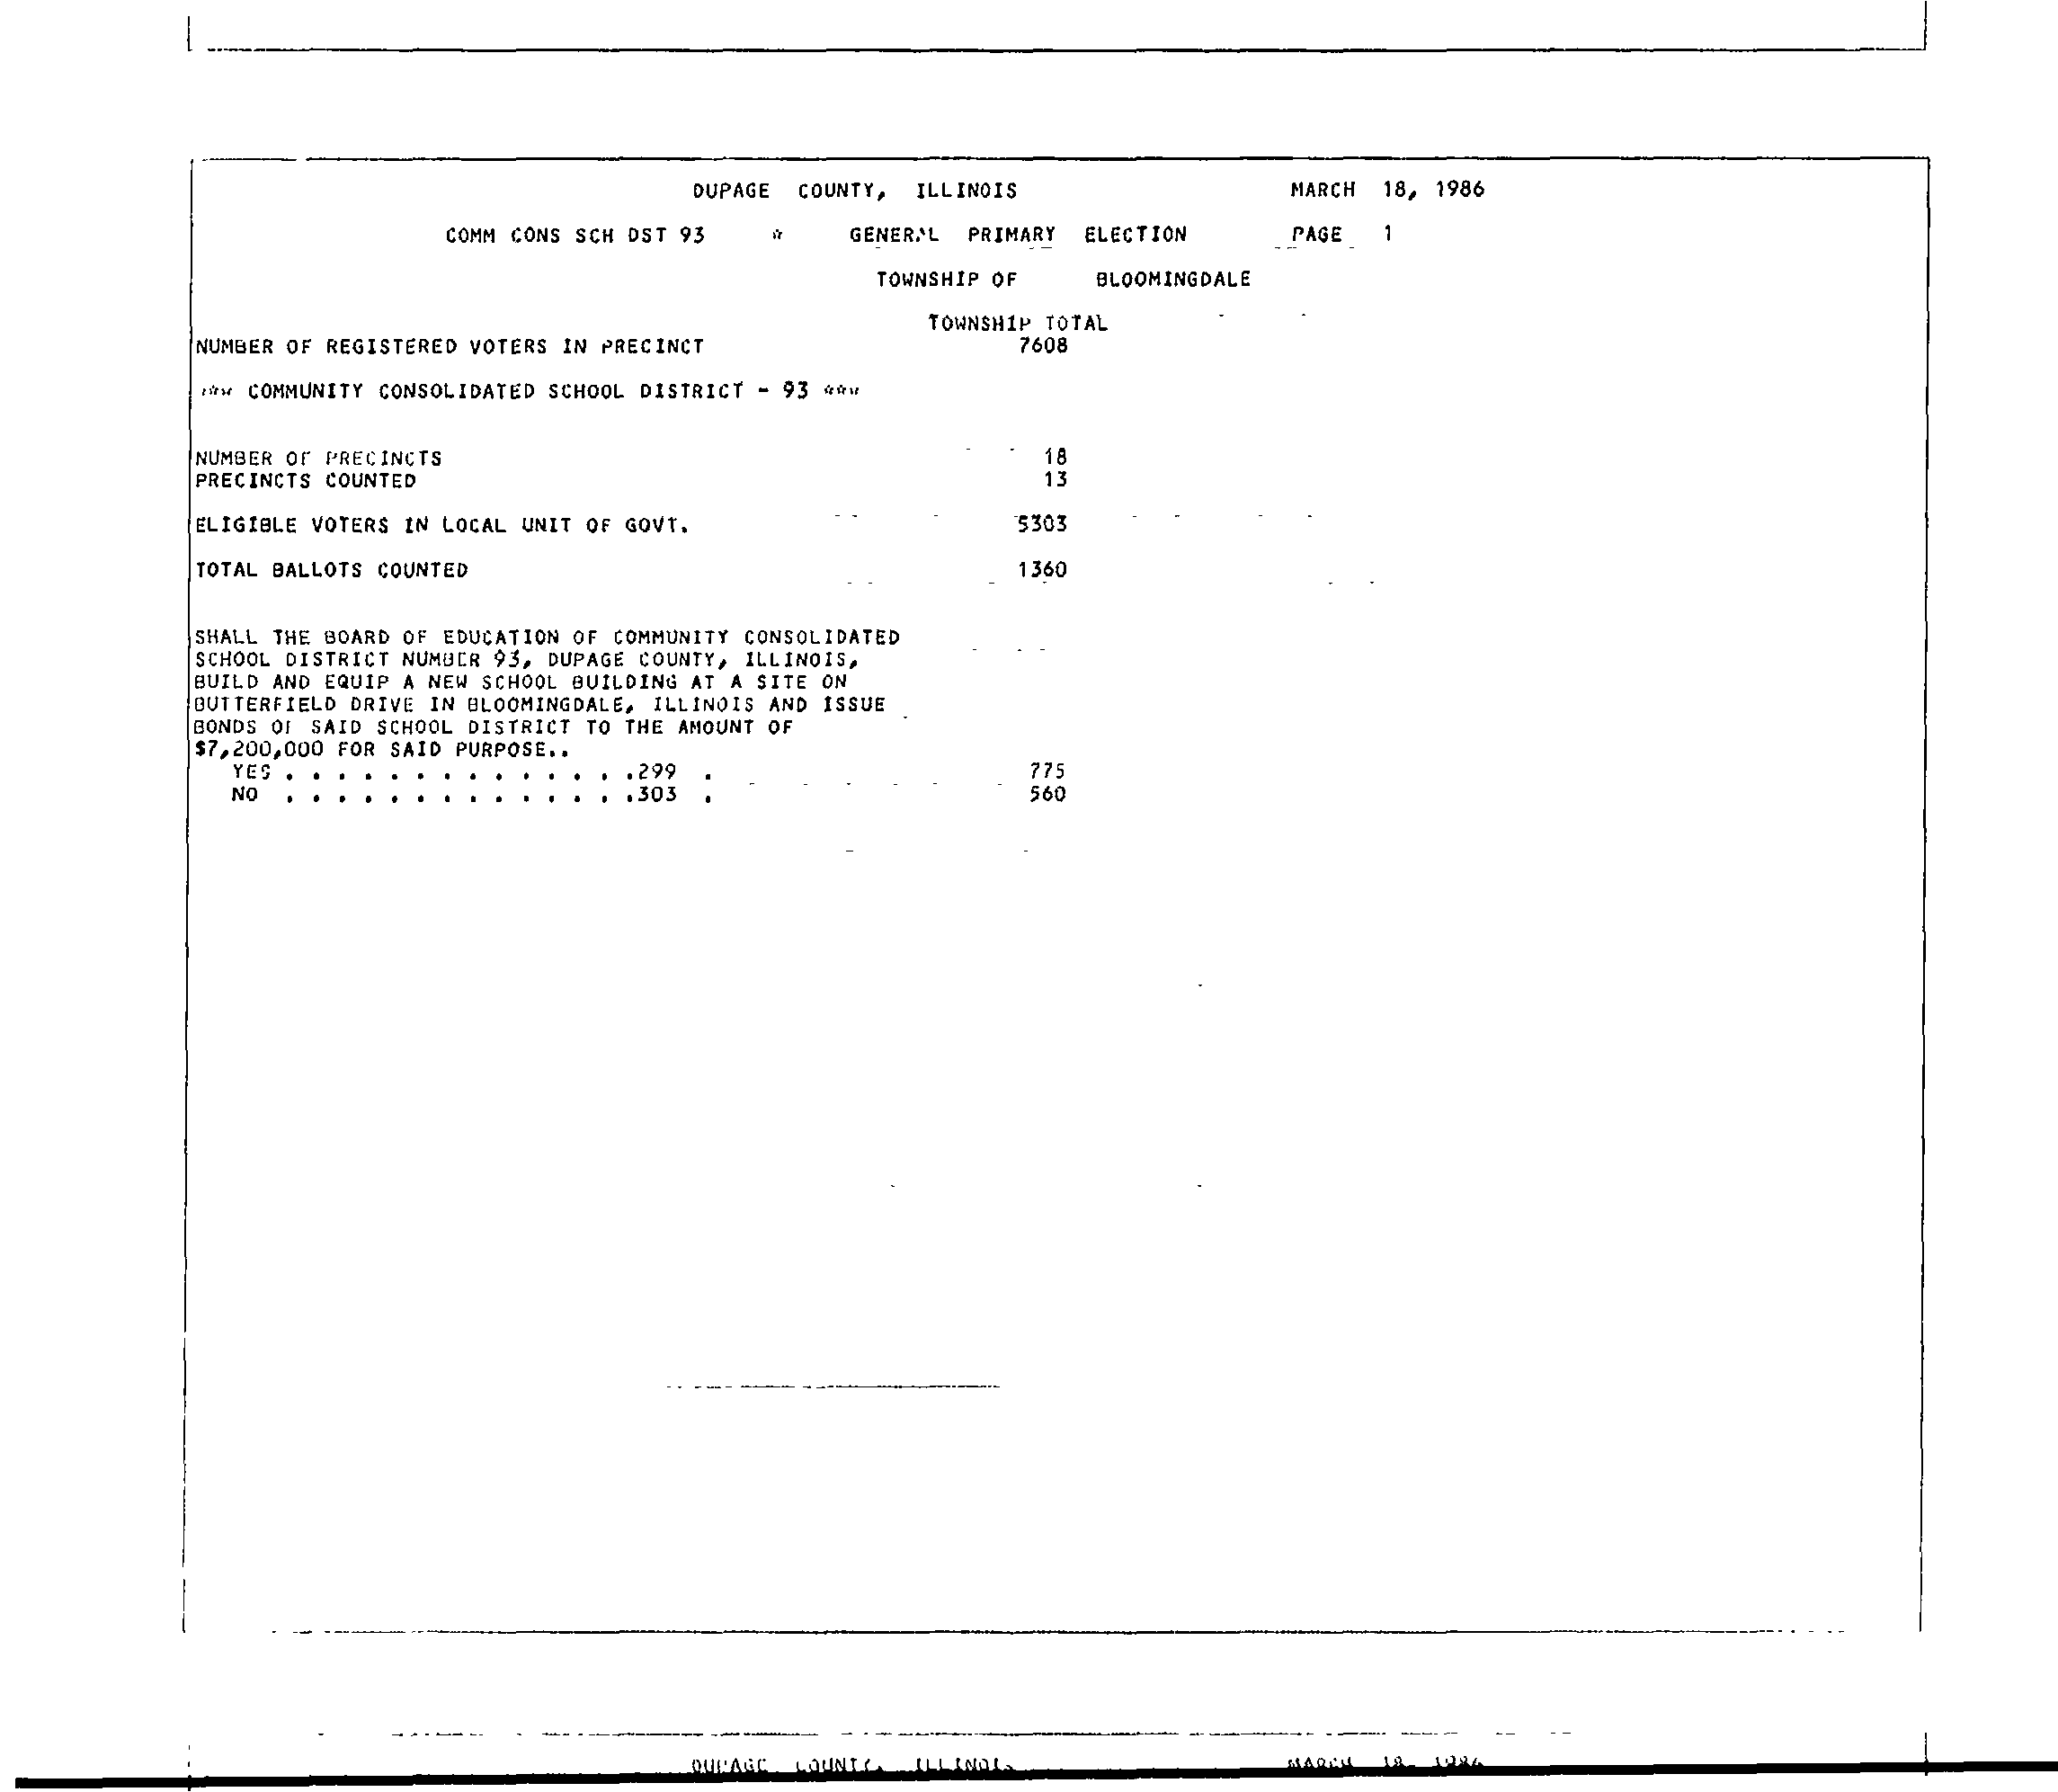 DUPAGE COUNTY, ILLINOIS MARCH 18, 1986
COMM CONS SCH DST 93 * GENERAL PRIMARY ELECTION PAGE 1
TOWNSHIP OF BLOOMINGDALE
TOWNSHIP TOTAL
NUMBER OF REGISTERED VOTERS IN PRECINCT 7608
*** COMMUNITY CONSOLIDATED SCHOOL DISTRICT - 93 ***
NUMBER OF PRECINCTS 18
PRECINCTS COUNTED 13
ELIGIBLE VOTERS IN LOCAL UNIT OF GOVT. 5303
TOTAL BALLOTS COUNTED 1360
SHALL THE BOARD OF EDUCATION OF COMMUNITY CONSOLIDATED
SCHOOL DISTRICT NUMBER 93, DUPAGE COUNTY, ILLINOIS,
BUILD AND EQUIP A NEW SCHOOL BUILDING AT A SITE ON
BUTTERFIELD DRIVE IN BLOOMINGDALE, ILLINOIS AND ISSUE
BONDS OF SAID SCHOOL DISTRICT TO THE AMOUNT OF
$7,200,000 FOR SAID PURPOSE..
YES . . . . . . . . . . . . . .299 . 775
NO . . . . . . . . . . . . . .303 . 560
DUPAGE COUNTY, ILLINOIS MARCH 18, 1986